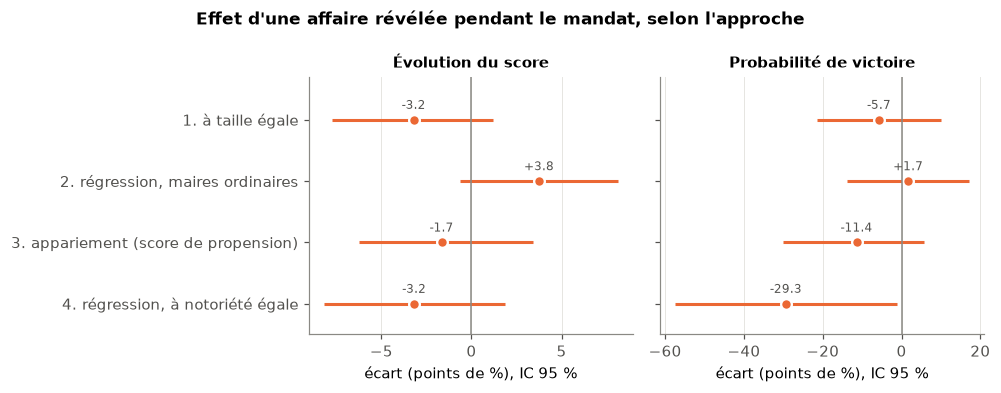 Effet d'une affaire révélée pendant le mandat, selon l'approche
Évolution du score
Probabilité de victoire
1. à taille égale
2. régression, maires ordinaires
3. appariement (score de propension)
4. régression, à notoriété égale
-3.2
+3.8
-1.7
-3.2
-5.7
+1.7
-11.4
-29.3
−5 0 5
−60 −40 −20 0 20
écart (points de %), IC 95 %
écart (points de %), IC 95 %